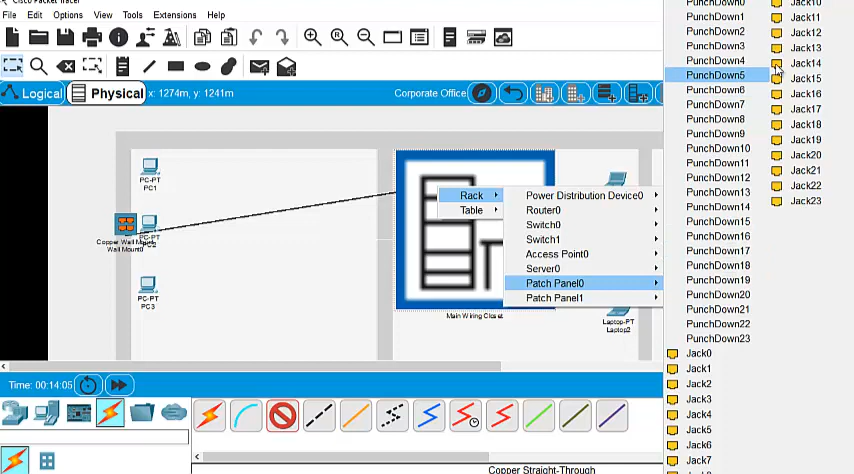 Cisco Packet Tracer
File Edit Options View Tools Extensions Help
Logical
Physical
x: 1274m, y: 1241m
Corporate Office
PC-PT
PC1
Copper Wall Mount
Wall Mount0
PC-PT
PC2
PC-PT
PC3
Main Wiring Closet
Laptop-PT
Laptop2
Rack
Table
Power Distribution Device0
Router0
Switch0
Switch1
Access Point0
Server0
Patch Panel0
Patch Panel1
PunchDown0
PunchDown1
PunchDown2
PunchDown3
PunchDown4
PunchDown5
PunchDown6
PunchDown7
PunchDown8
PunchDown9
PunchDown10
PunchDown11
PunchDown12
PunchDown13
PunchDown14
PunchDown15
PunchDown16
PunchDown17
PunchDown18
PunchDown19
PunchDown20
PunchDown21
PunchDown22
PunchDown23
Jack0
Jack1
Jack2
Jack3
Jack4
Jack5
Jack6
Jack7
Jack10
Jack11
Jack12
Jack13
Jack14
Jack15
Jack16
Jack17
Jack18
Jack19
Jack20
Jack21
Jack22
Jack23
Time: 00:14:05
Copper Straight-Through